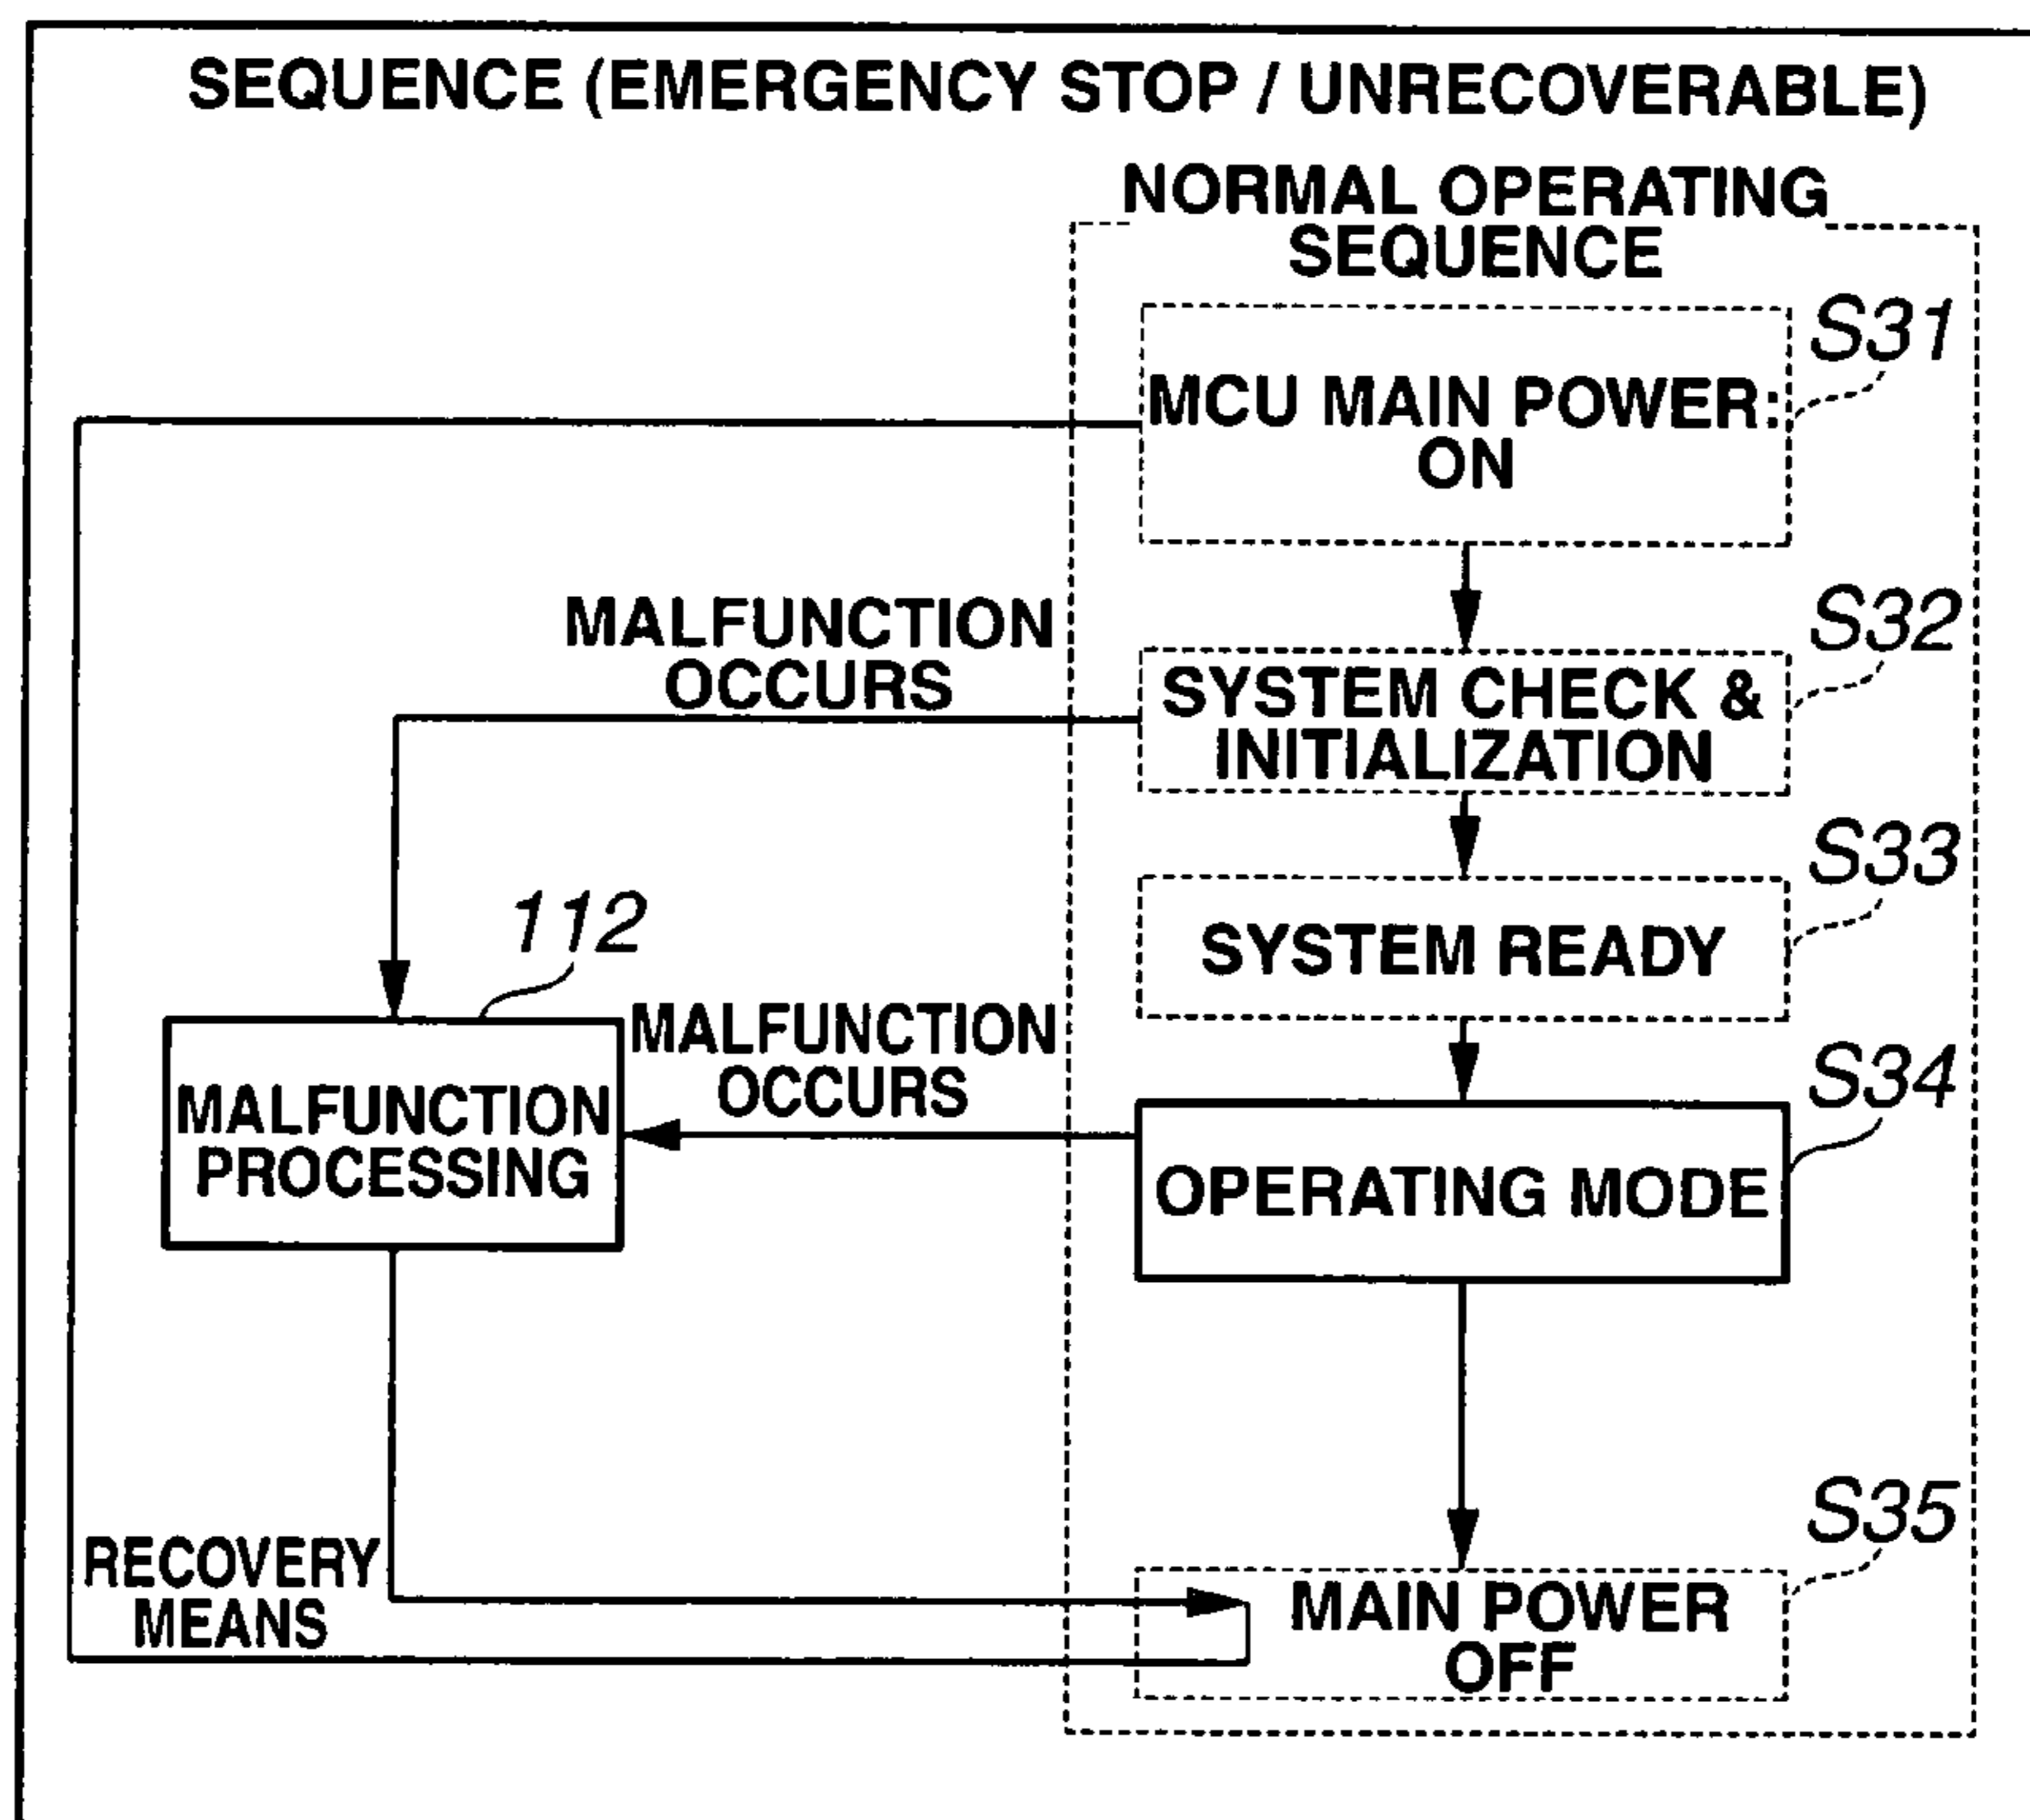 SEQUENCE (EMERGENCY STOP / UNRECOVERABLE)
NORMAL OPERATING
SEQUENCE
S31
MCU MAIN POWER:
ON
MALFUNCTION
OCCURS
S32
SYSTEM CHECK &
INITIALIZATION
S33
SYSTEM READY
112
MALFUNCTION
OCCURS
MALFUNCTION
PROCESSING
S34
OPERATING MODE
S35
RECOVERY
MEANS
MAIN POWER
OFF